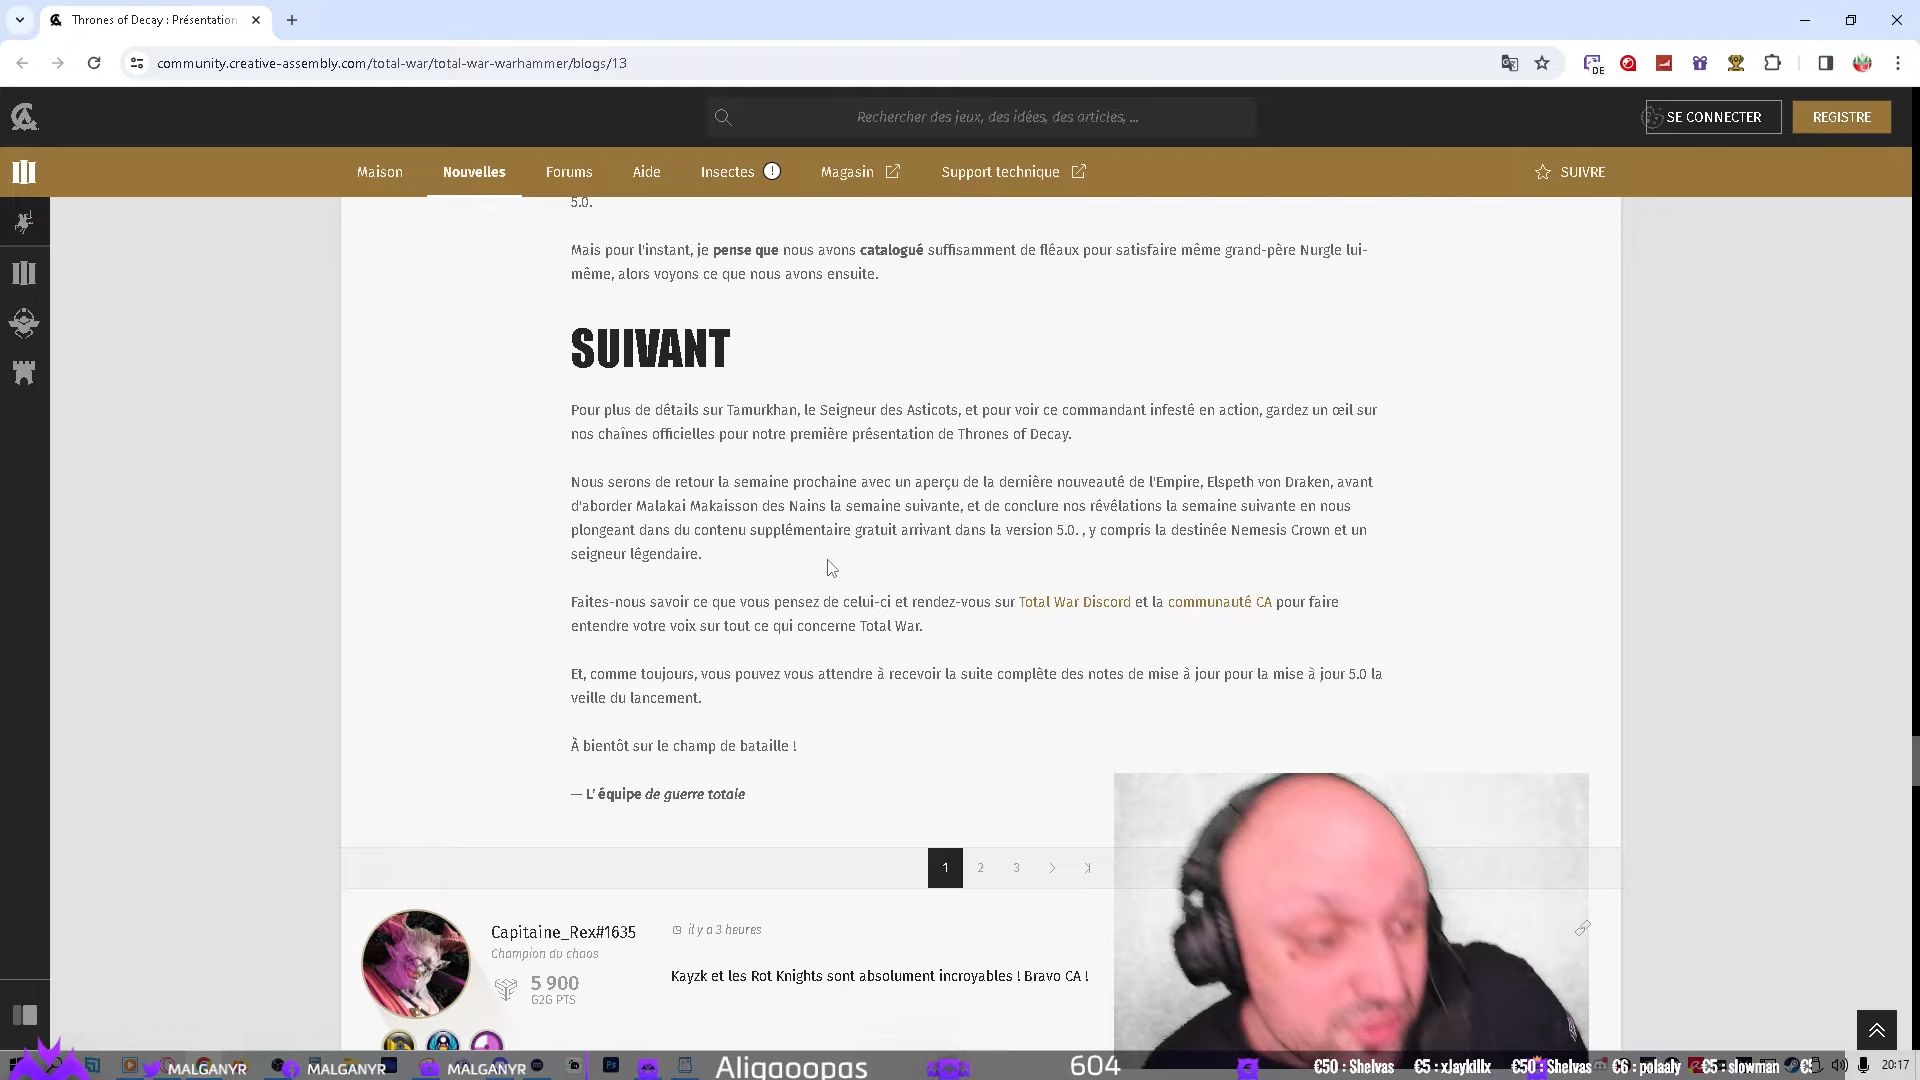 Thrones of Decay : Présentation
community.creative-assembly.com/total-war/total-war-warhammer/blogs/13
DE
Rechercher des jeux, des idées, des articles, ...
SE CONNECTER
REGISTRE
Maison
Nouvelles
Forums
Aide
Insectes
Magasin
Support technique
SUIVRE
5.0.
Mais pour l'instant, je pense que nous avons catalogué suffisamment de fléaux pour satisfaire même grand-père Nurgle lui-
même, alors voyons ce que nous avons ensuite.
SUIVANT
Pour plus de détails sur Tamurkhan, le Seigneur des Asticots, et pour voir ce commandant infesté en action, gardez un œil sur
nos chaînes officielles pour notre première présentation de Thrones of Decay.
Nous serons de retour la semaine prochaine avec un aperçu de la dernière nouveauté de l'Empire, Elspeth von Draken, avant
d'aborder Malakai Makaisson des Nains la semaine suivante, et de conclure nos révélations la semaine suivante en nous
plongeant dans du contenu supplémentaire gratuit arrivant dans la version 5.0. , y compris la destinée Nemesis Crown et un
seigneur légendaire.
Faites-nous savoir ce que vous pensez de celui-ci et rendez-vous sur Total War Discord et la communauté CA pour faire
entendre votre voix sur tout ce qui concerne Total War.
Et, comme toujours, vous pouvez vous attendre à recevoir la suite complète des notes de mise à jour pour la mise à jour 5.0 la
veille du lancement.
À bientôt sur le champ de bataille !
— L' équipe de guerre totale
1 2 3
Capitaine_Rex#1635
Champion du chaos
5 900
G2G PTS
il y a 3 heures
Kayzk et les Rot Knights sont absolument incroyables ! Bravo CA !
MALGANYR MALGANYR MALGANYR Aligaoopas 604 €50 : Shelvas €5 : xJaykillx €50 : Shelvas €6 : polaaly €5 : slowman
20:17